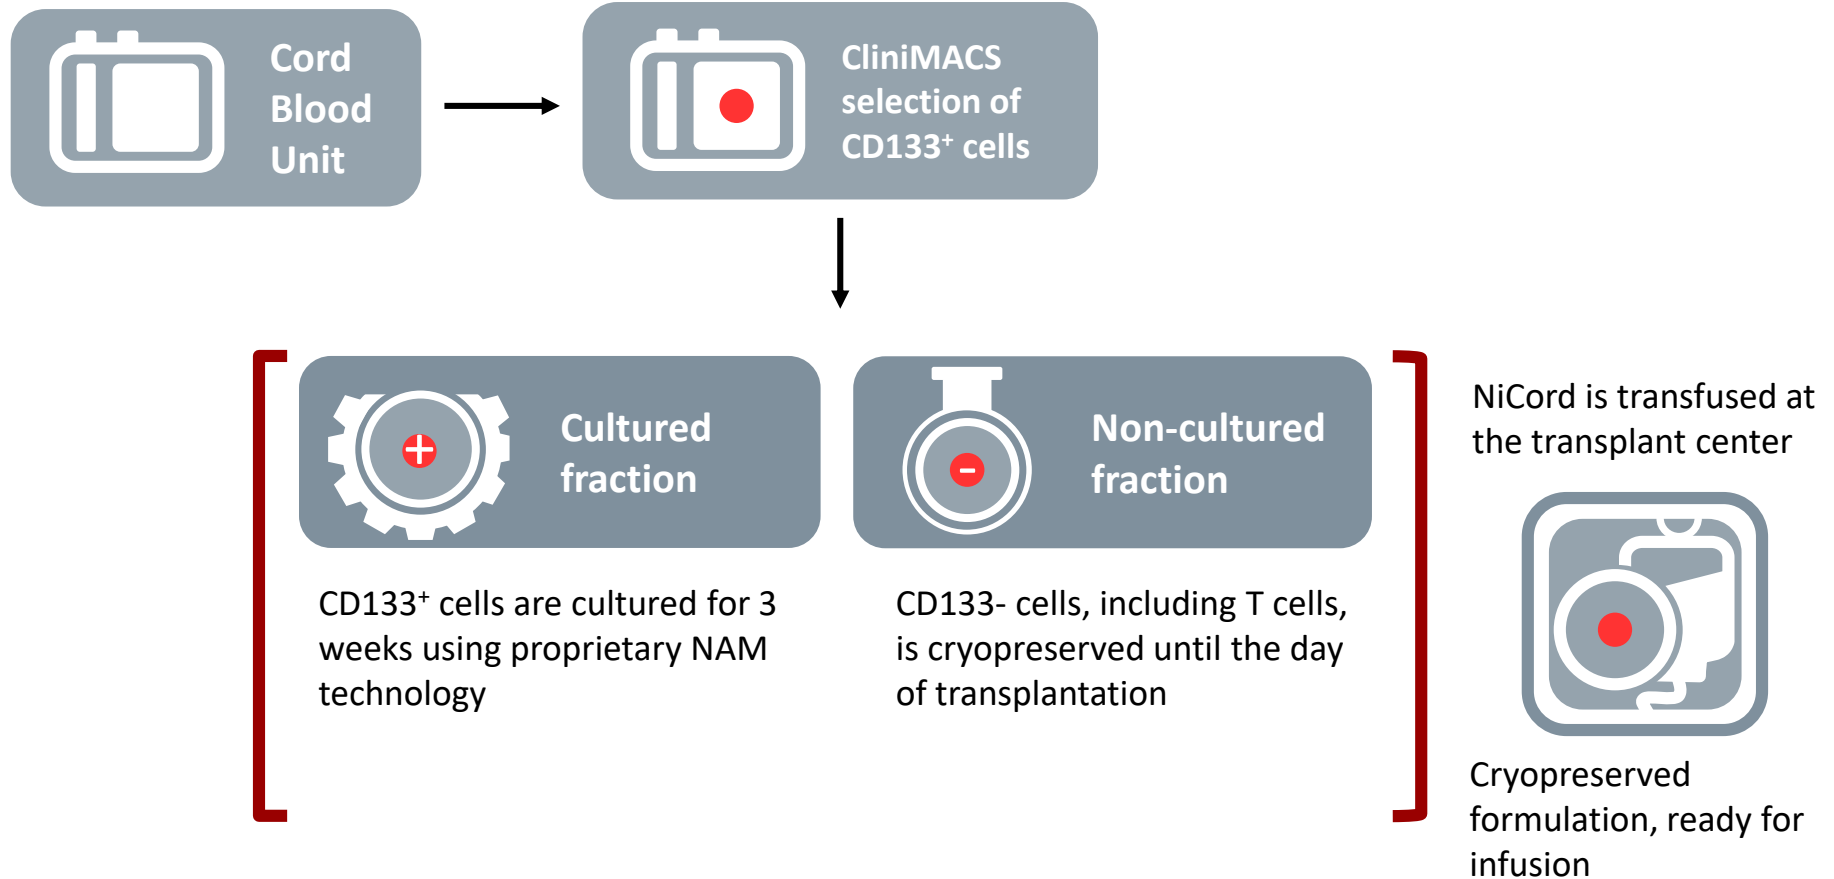 Cord
Blood
Unit
CliniMACS
selection of
CD133⁺ cells
+
Cultured
fraction
-
Non-cultured
fraction
CD133⁺ cells are cultured for 3
weeks using proprietary NAM
technology
CD133- cells, including T cells,
is cryopreserved until the day
of transplantation
NiCord is transfused at
the transplant center
Cryopreserved
formulation, ready for
infusion